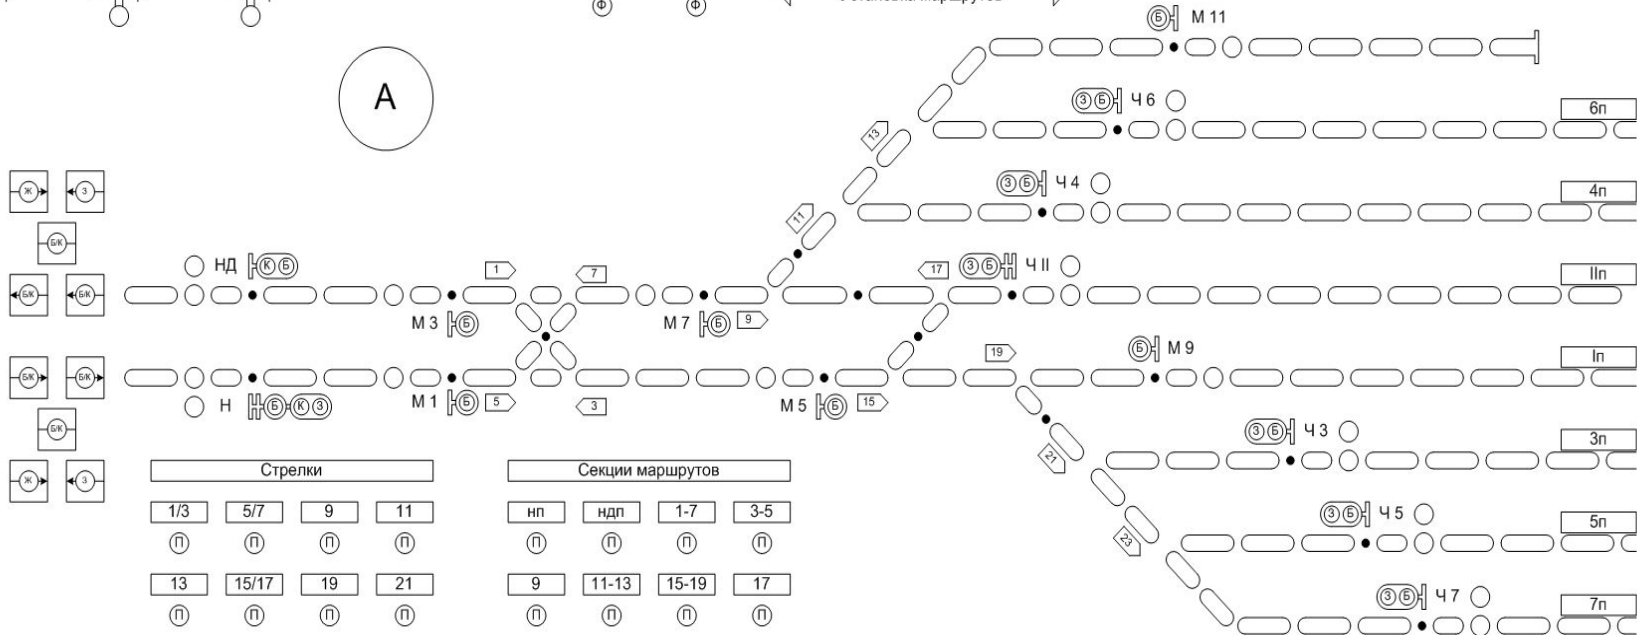 Ф Ф
Б М 11
А
З Б Ч 6
6п
13
Ж З
З Б Ч 4
4п
11
Б/К
НД К Б
1
7
17
З Б Ч II
IIп
Б/К Б/К
М 3 Б
М 7 Б
9
Б М 9
Iп
19
Б/К Б/К
Н Б К З
М 1 Б
5
3
М 5 Б
15
Б/К
З Б Ч 3
3п
21
Ж З
Стрелки
Секции маршрутов
1/3 5/7 9 11
нп ндп 1-7 3-5
З Б Ч 5
5п
П П П П
П П П П
23
13 15/17 19 21
9 11-13 15-19 17
З Б Ч 7
7п
П П П П
П П П П